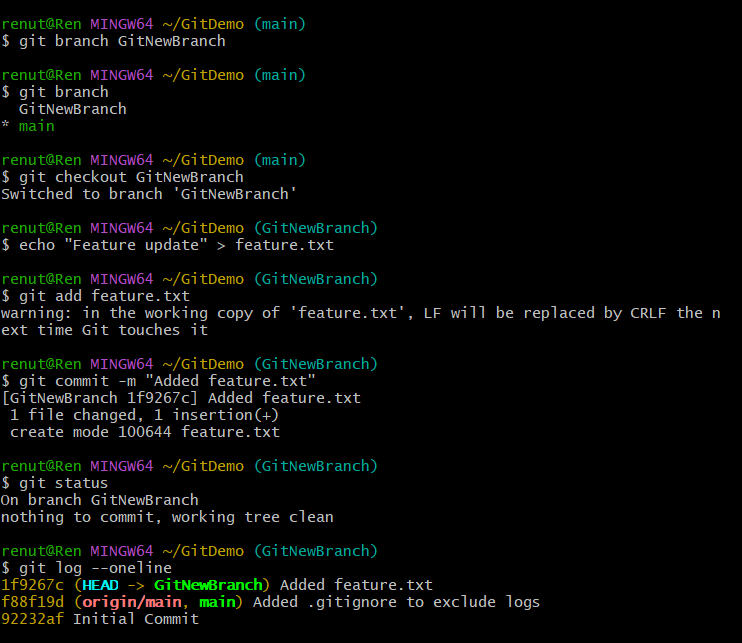 renut@Ren MINGW64 ~/GitDemo (main)
$ git branch GitNewBranch
renut@Ren MINGW64 ~/GitDemo (main)
$ git branch
  GitNewBranch
* main
renut@Ren MINGW64 ~/GitDemo (main)
$ git checkout GitNewBranch
Switched to branch 'GitNewBranch'
renut@Ren MINGW64 ~/GitDemo (GitNewBranch)
$ echo "Feature update" > feature.txt
renut@Ren MINGW64 ~/GitDemo (GitNewBranch)
$ git add feature.txt
warning: in the working copy of 'feature.txt', LF will be replaced by CRLF the n
ext time Git touches it
renut@Ren MINGW64 ~/GitDemo (GitNewBranch)
$ git commit -m "Added feature.txt"
[GitNewBranch 1f9267c] Added feature.txt
 1 file changed, 1 insertion(+)
 create mode 100644 feature.txt
renut@Ren MINGW64 ~/GitDemo (GitNewBranch)
$ git status
On branch GitNewBranch
nothing to commit, working tree clean
renut@Ren MINGW64 ~/GitDemo (GitNewBranch)
$ git log --oneline
1f9267c (HEAD -> GitNewBranch) Added feature.txt
f88f19d (origin/main, main) Added .gitignore to exclude logs
92232af Initial Commit